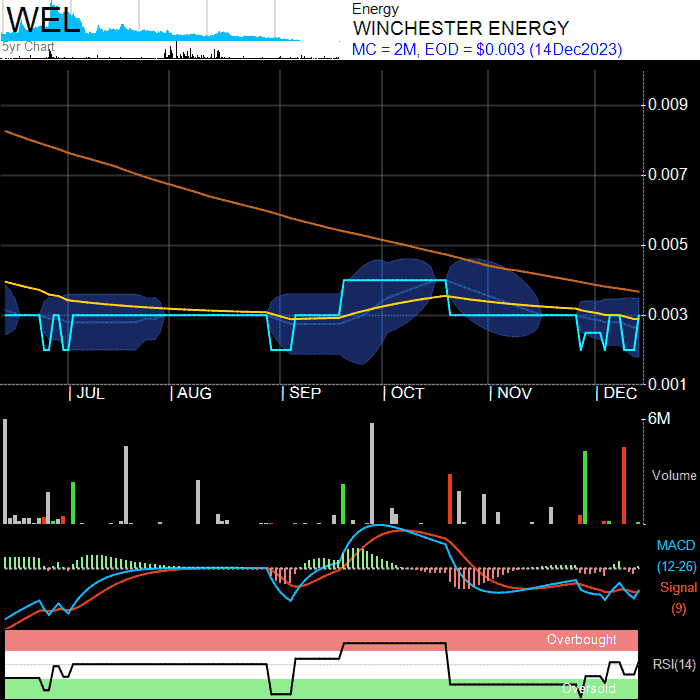 WEL
5yr Chart
Energy
WINCHESTER ENERGY
MC = 2M, EOD = $0.003 (14Dec2023)
0.009
0.007
0.005
0.003
0.001
JUL
AUG
SEP
OCT
NOV
DEC
6M
Volume
MACD
(12-26)
Signal
(9)
Overbought
RSI(14)
Oversold